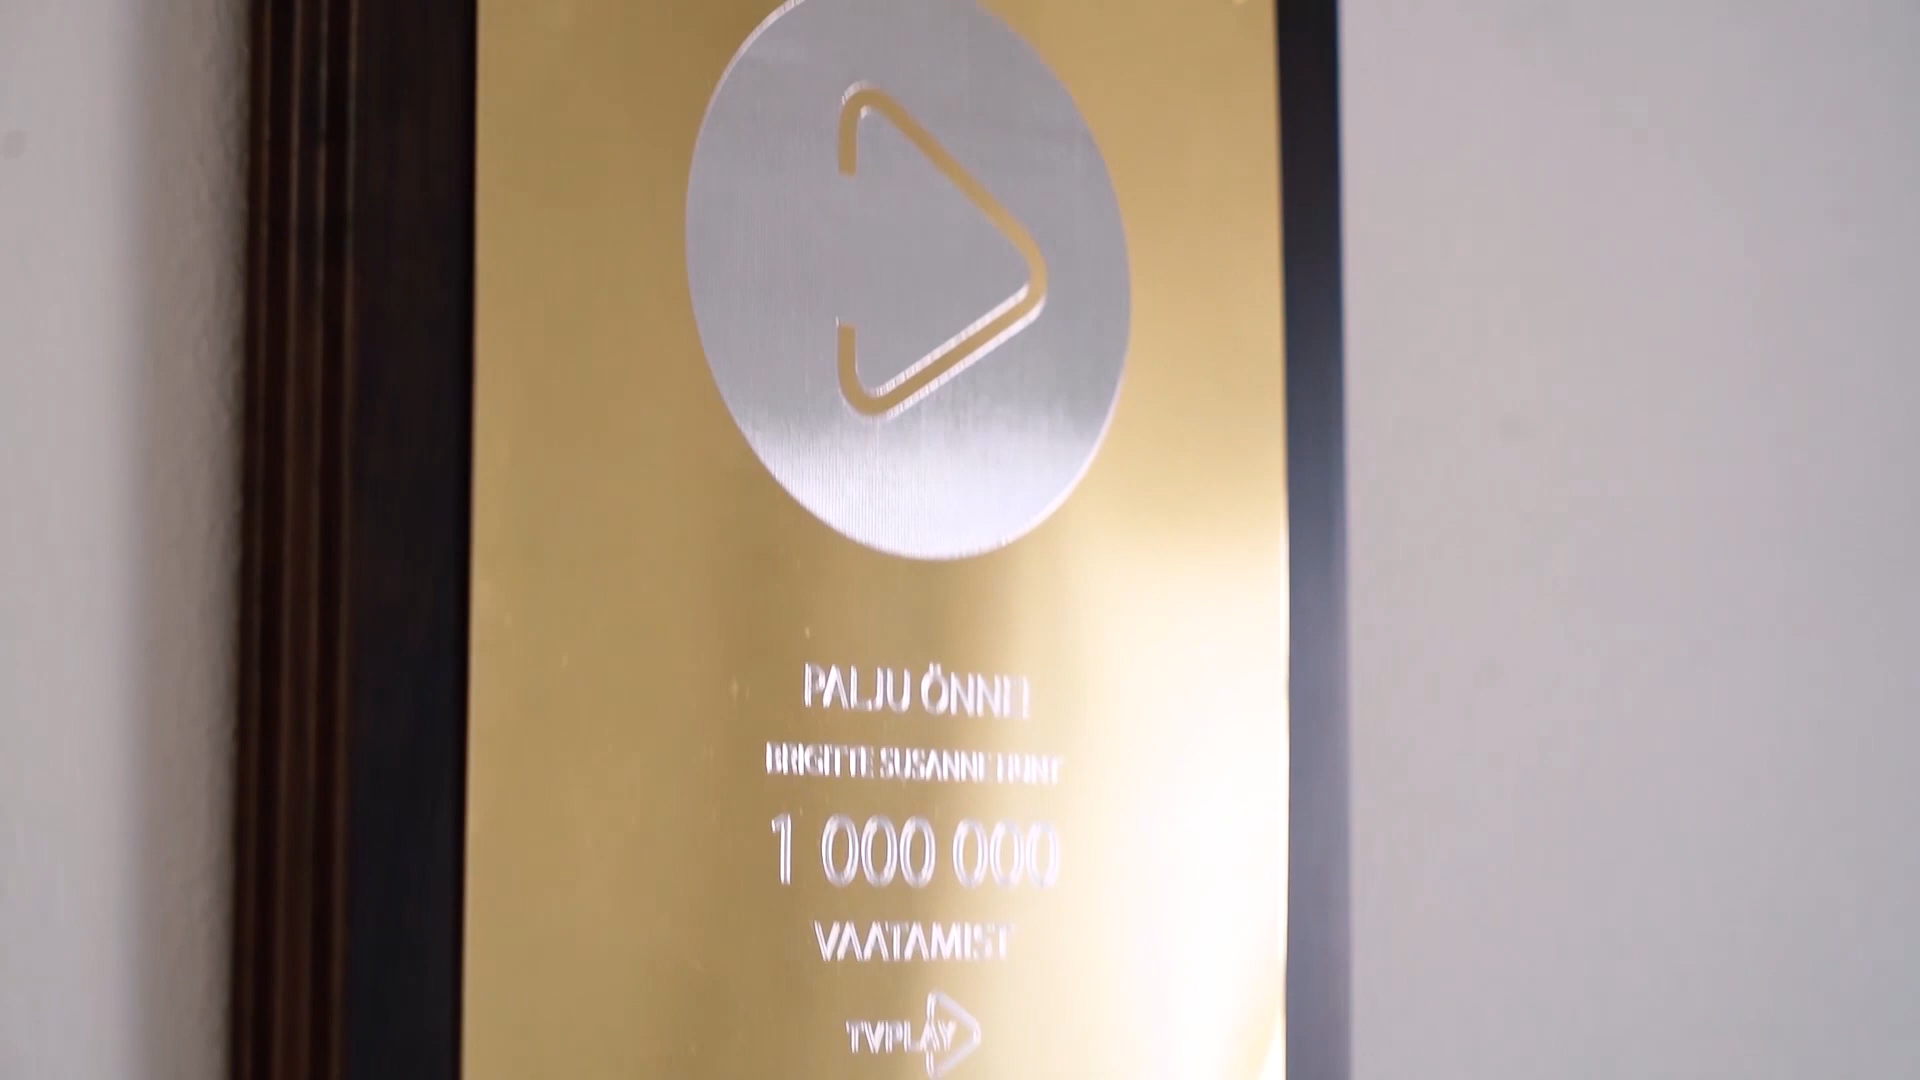 PALJU ÕNNE!
BRIGITTE SUSANNE HUNT
1 000 000
VAATAMIST
TVPLAY